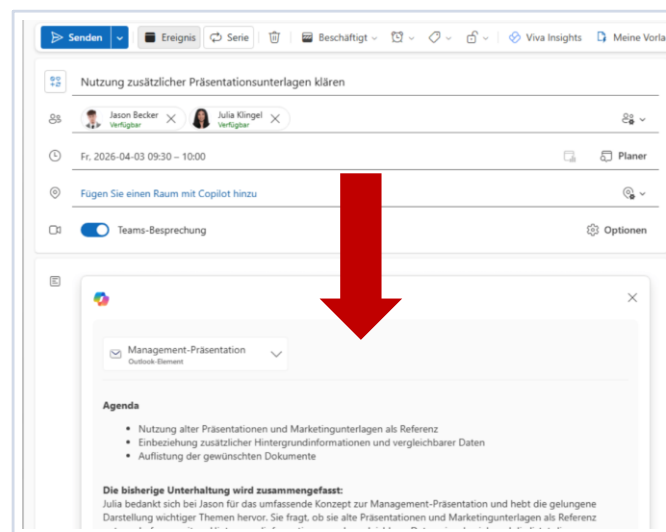 Senden Ereignis Serie Beschäftigt Viva Insights Meine Vorla
Nutzung zusätzlicher Präsentationsunterlagen klären
Jason Becker Julia Klingel
Verfügbar Verfügbar
Fr. 2026-04-03 09:30 – 10:00 Planer
Fügen Sie einen Raum mit Copilot hinzu
Teams-Besprechung Optionen
Management-Präsentation
Outlook-Element
Agenda
• Nutzung alter Präsentationen und Marketingunterlagen als Referenz
• Einbeziehung zusätzlicher Hintergrundinformationen und vergleichbarer Daten
• Auflistung der gewünschten Dokumente
Die bisherige Unterhaltung wird zusammengefasst:
Julia bedankt sich bei Jason für das umfassende Konzept zur Management-Präsentation und hebt die gelungene
Darstellung wichtiger Themen hervor. Sie fragt, ob sie alte Präsentationen und Marketingunterlagen als Referenz